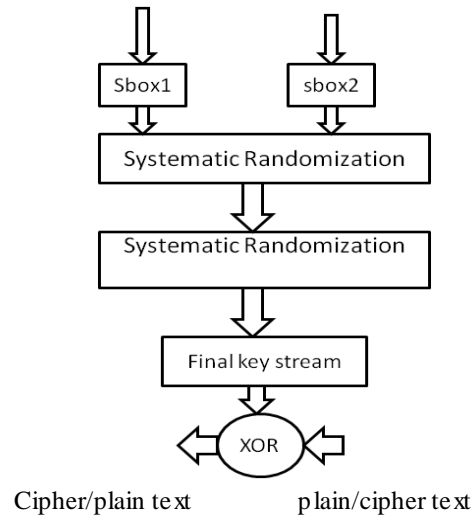 Sbox1 sbox2
Systematic Randomization
Systematic Randomization
Final key stream
XOR
Cipher/plain text plain/cipher text